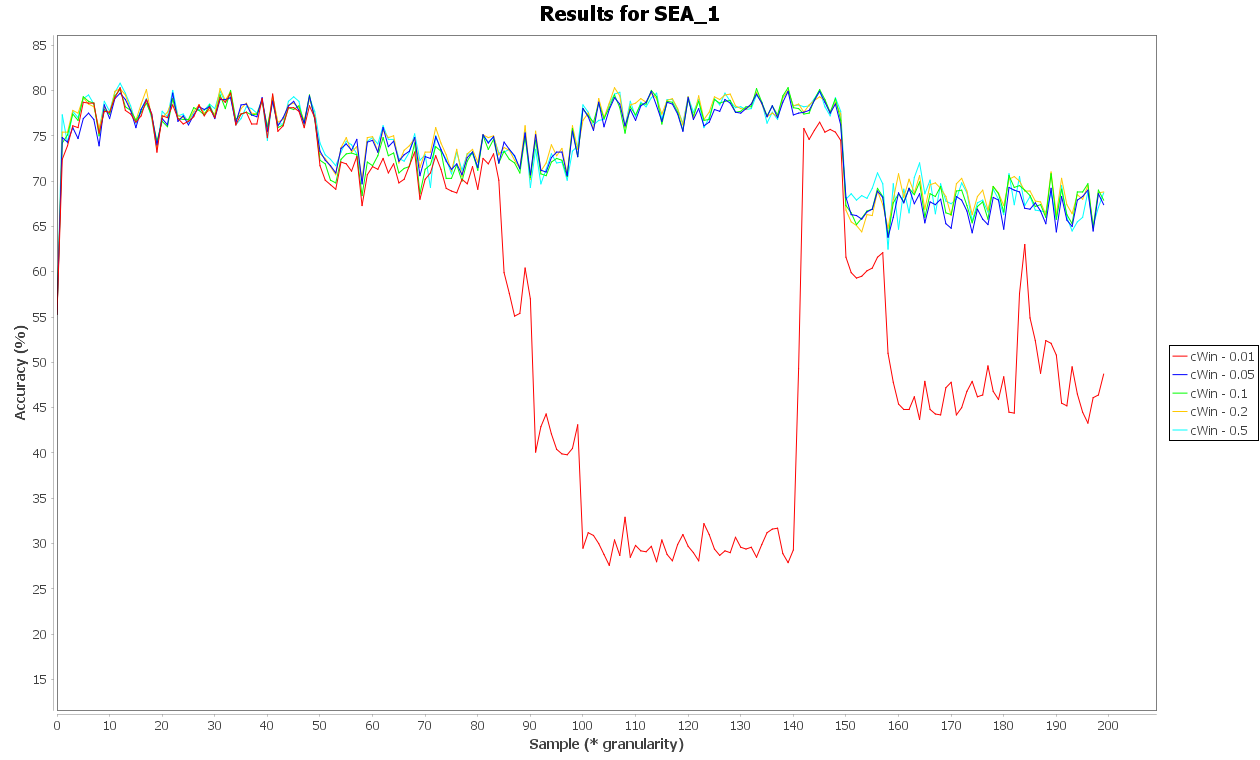 Results for SEA_1
Accuracy (%)
85
80
75
70
65
60
55
50
45
40
35
30
25
20
15
0 10 20 30 40 50 60 70 80 90 100 110 120 130 140 150 160 170 180 190 200
Sample (* granularity)
cWin - 0.01
cWin - 0.05
cWin - 0.1
cWin - 0.2
cWin - 0.5